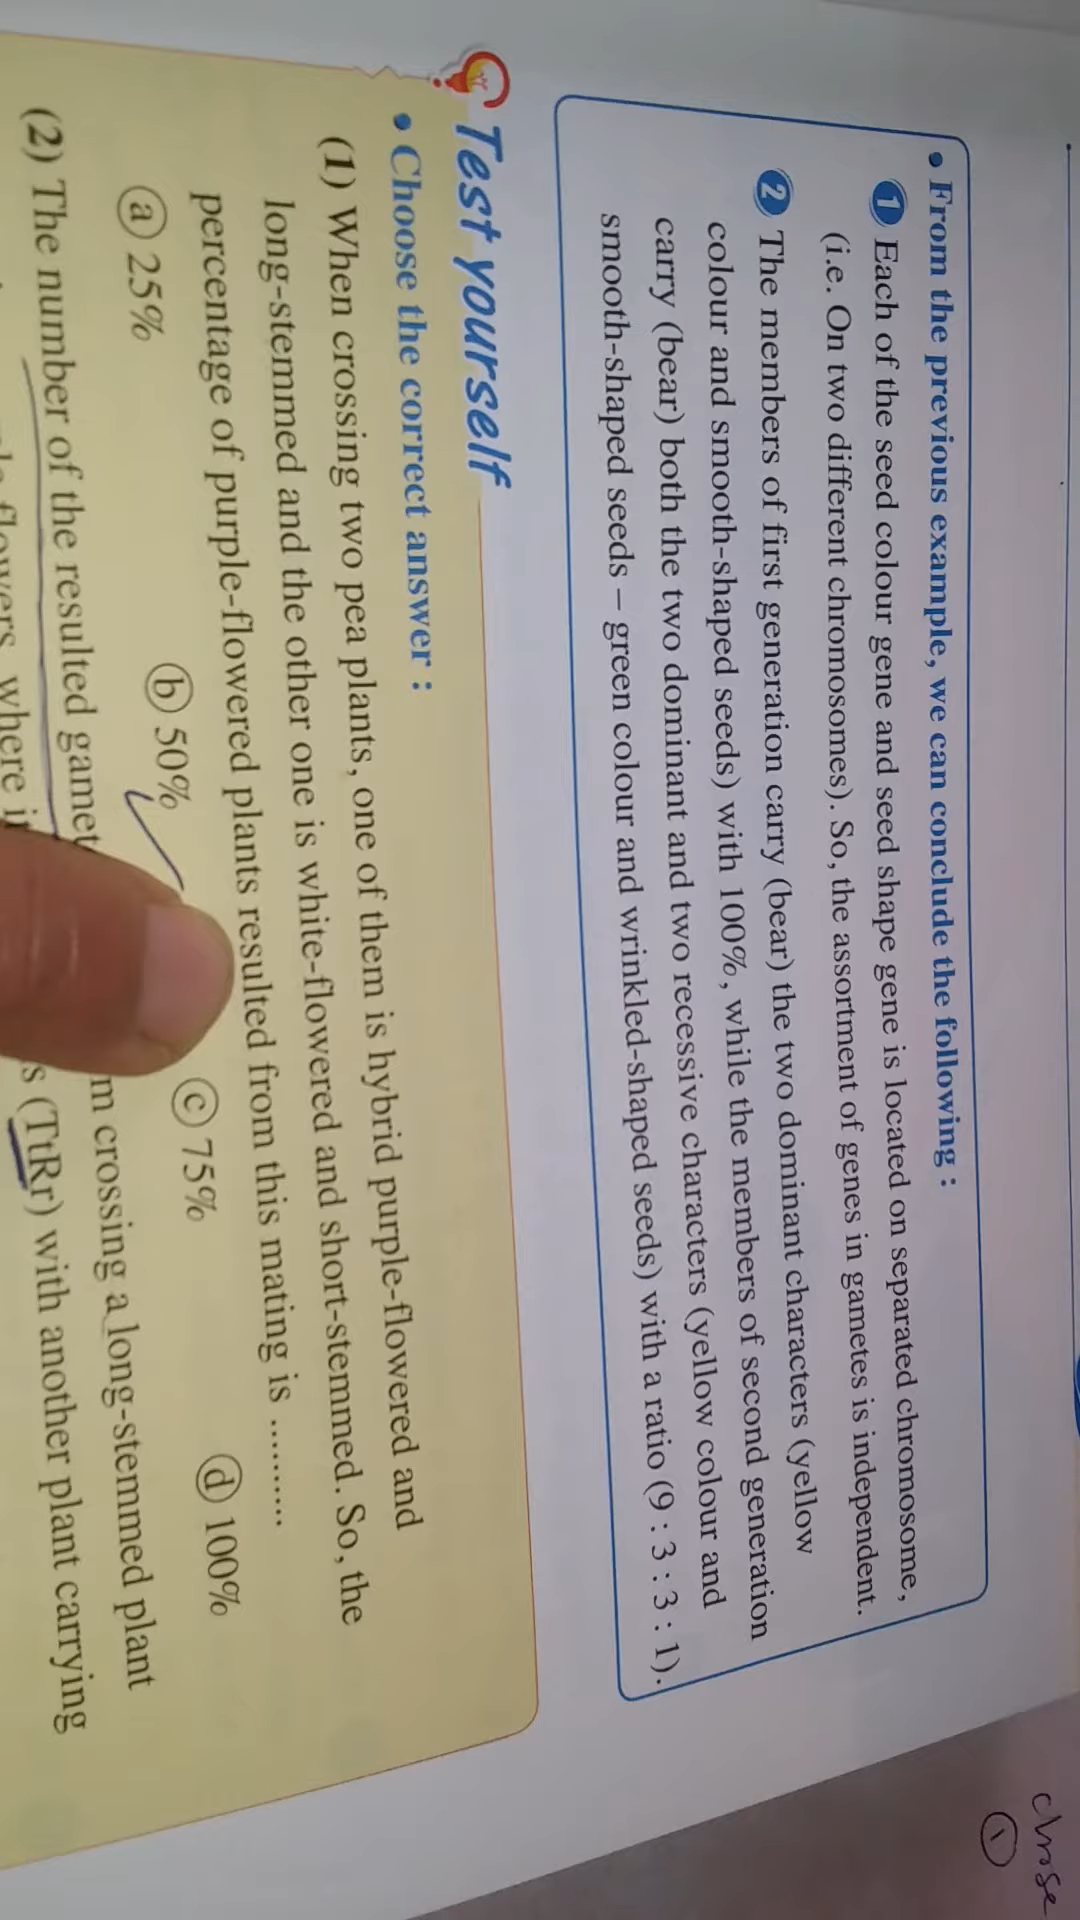 • From the previous example, we can conclude the following :
1 Each of the seed colour gene and seed shape gene is located on separated chromosome,
(i.e. On two different chromosomes). So, the assortment of genes in gametes is independent.
2 The members of first generation carry (bear) the two dominant characters (yellow
colour and smooth-shaped seeds) with 100%, while the members of second generation
carry (bear) both the two dominant and two recessive characters (yellow colour and
smooth-shaped seeds – green colour and wrinkled-shaped seeds) with a ratio (9 : 3 : 3 : 1).
Test yourself
• Choose the correct answer :
(1) When crossing two pea plants, one of them is hybrid purple-flowered and
long-stemmed and the other one is white-flowered and short-stemmed. So, the
percentage of purple-flowered plants resulted from this mating is ..........
a 25% b 50% c 75% d 100%
(2) The number of the resulted gamet m crossing a long-stemmed plant
flowers, where s (TtRr) with another plant carrying
chose
1